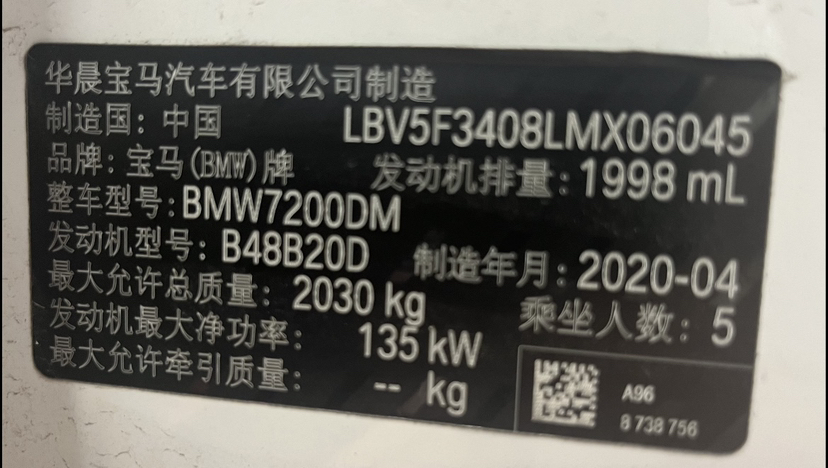 华晨宝马汽车有限公司制造
制造国：中国
LBV5F3408LMX06045
品牌：宝马(BMW)牌
发动机排量：1998 mL
整车型号：BMW7200DM
发动机型号：B48B20D
制造年月：2020-04
最大允许总质量：2030 kg
乘坐人数：5
发动机最大净功率：135 kW
最大允许牵引质量：-- kg
A96
8 738 756